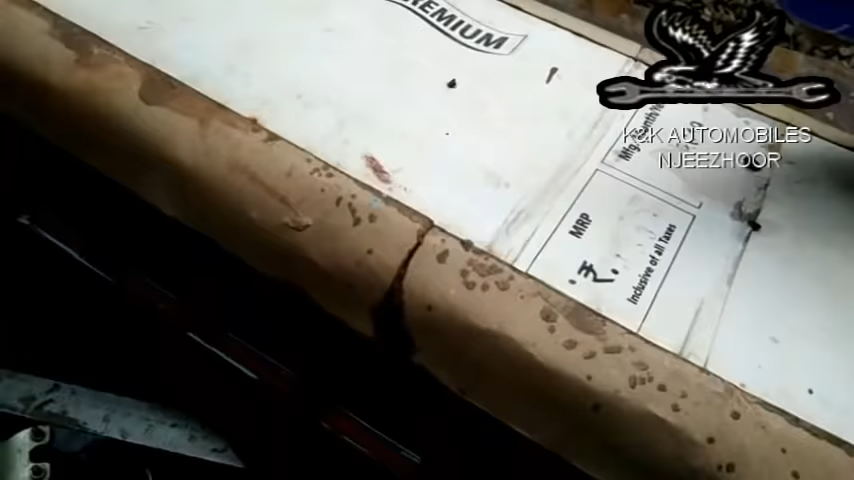 PREMIUM
K&K AUTOMOBILES
NJEEZHOOR
MRP
₹.
Inclusive of all Taxes